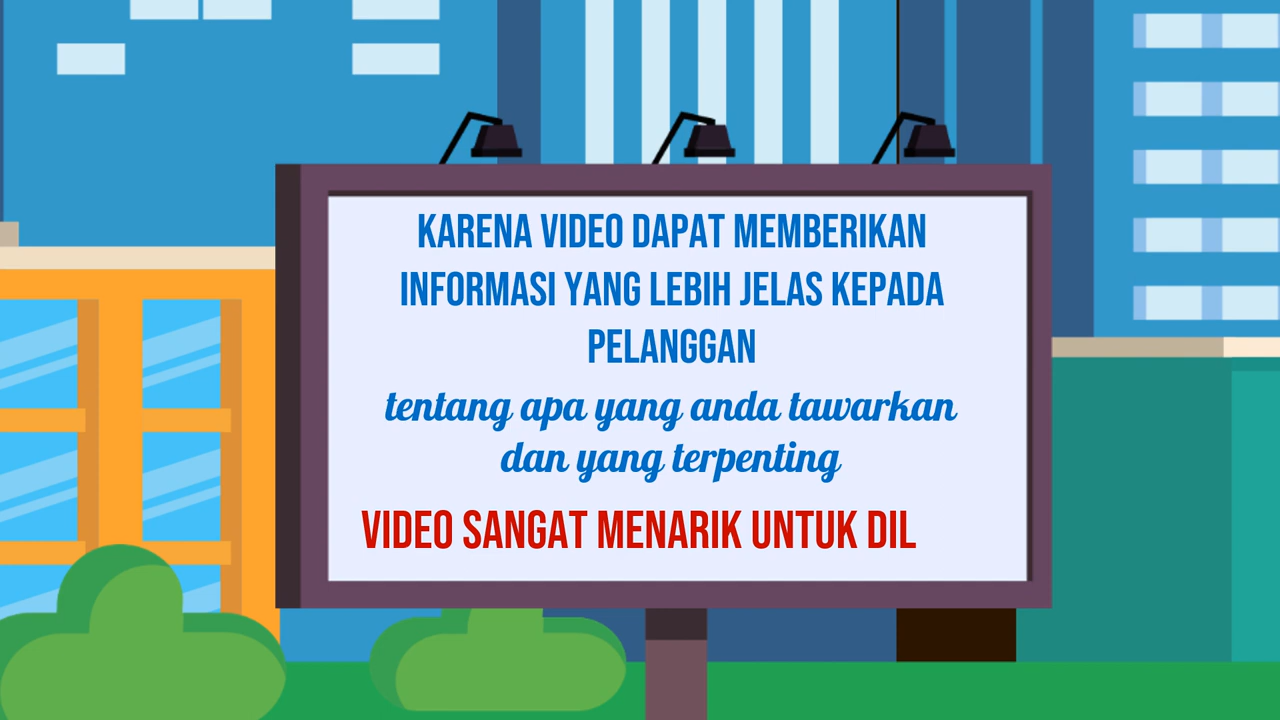 KARENA VIDEO DAPAT MEMBERIKAN
INFORMASI YANG LEBIH JELAS KEPADA
PELANGGAN
tentang apa yang anda tawarkan
dan yang terpenting
VIDEO SANGAT MENARIK UNTUK DIL